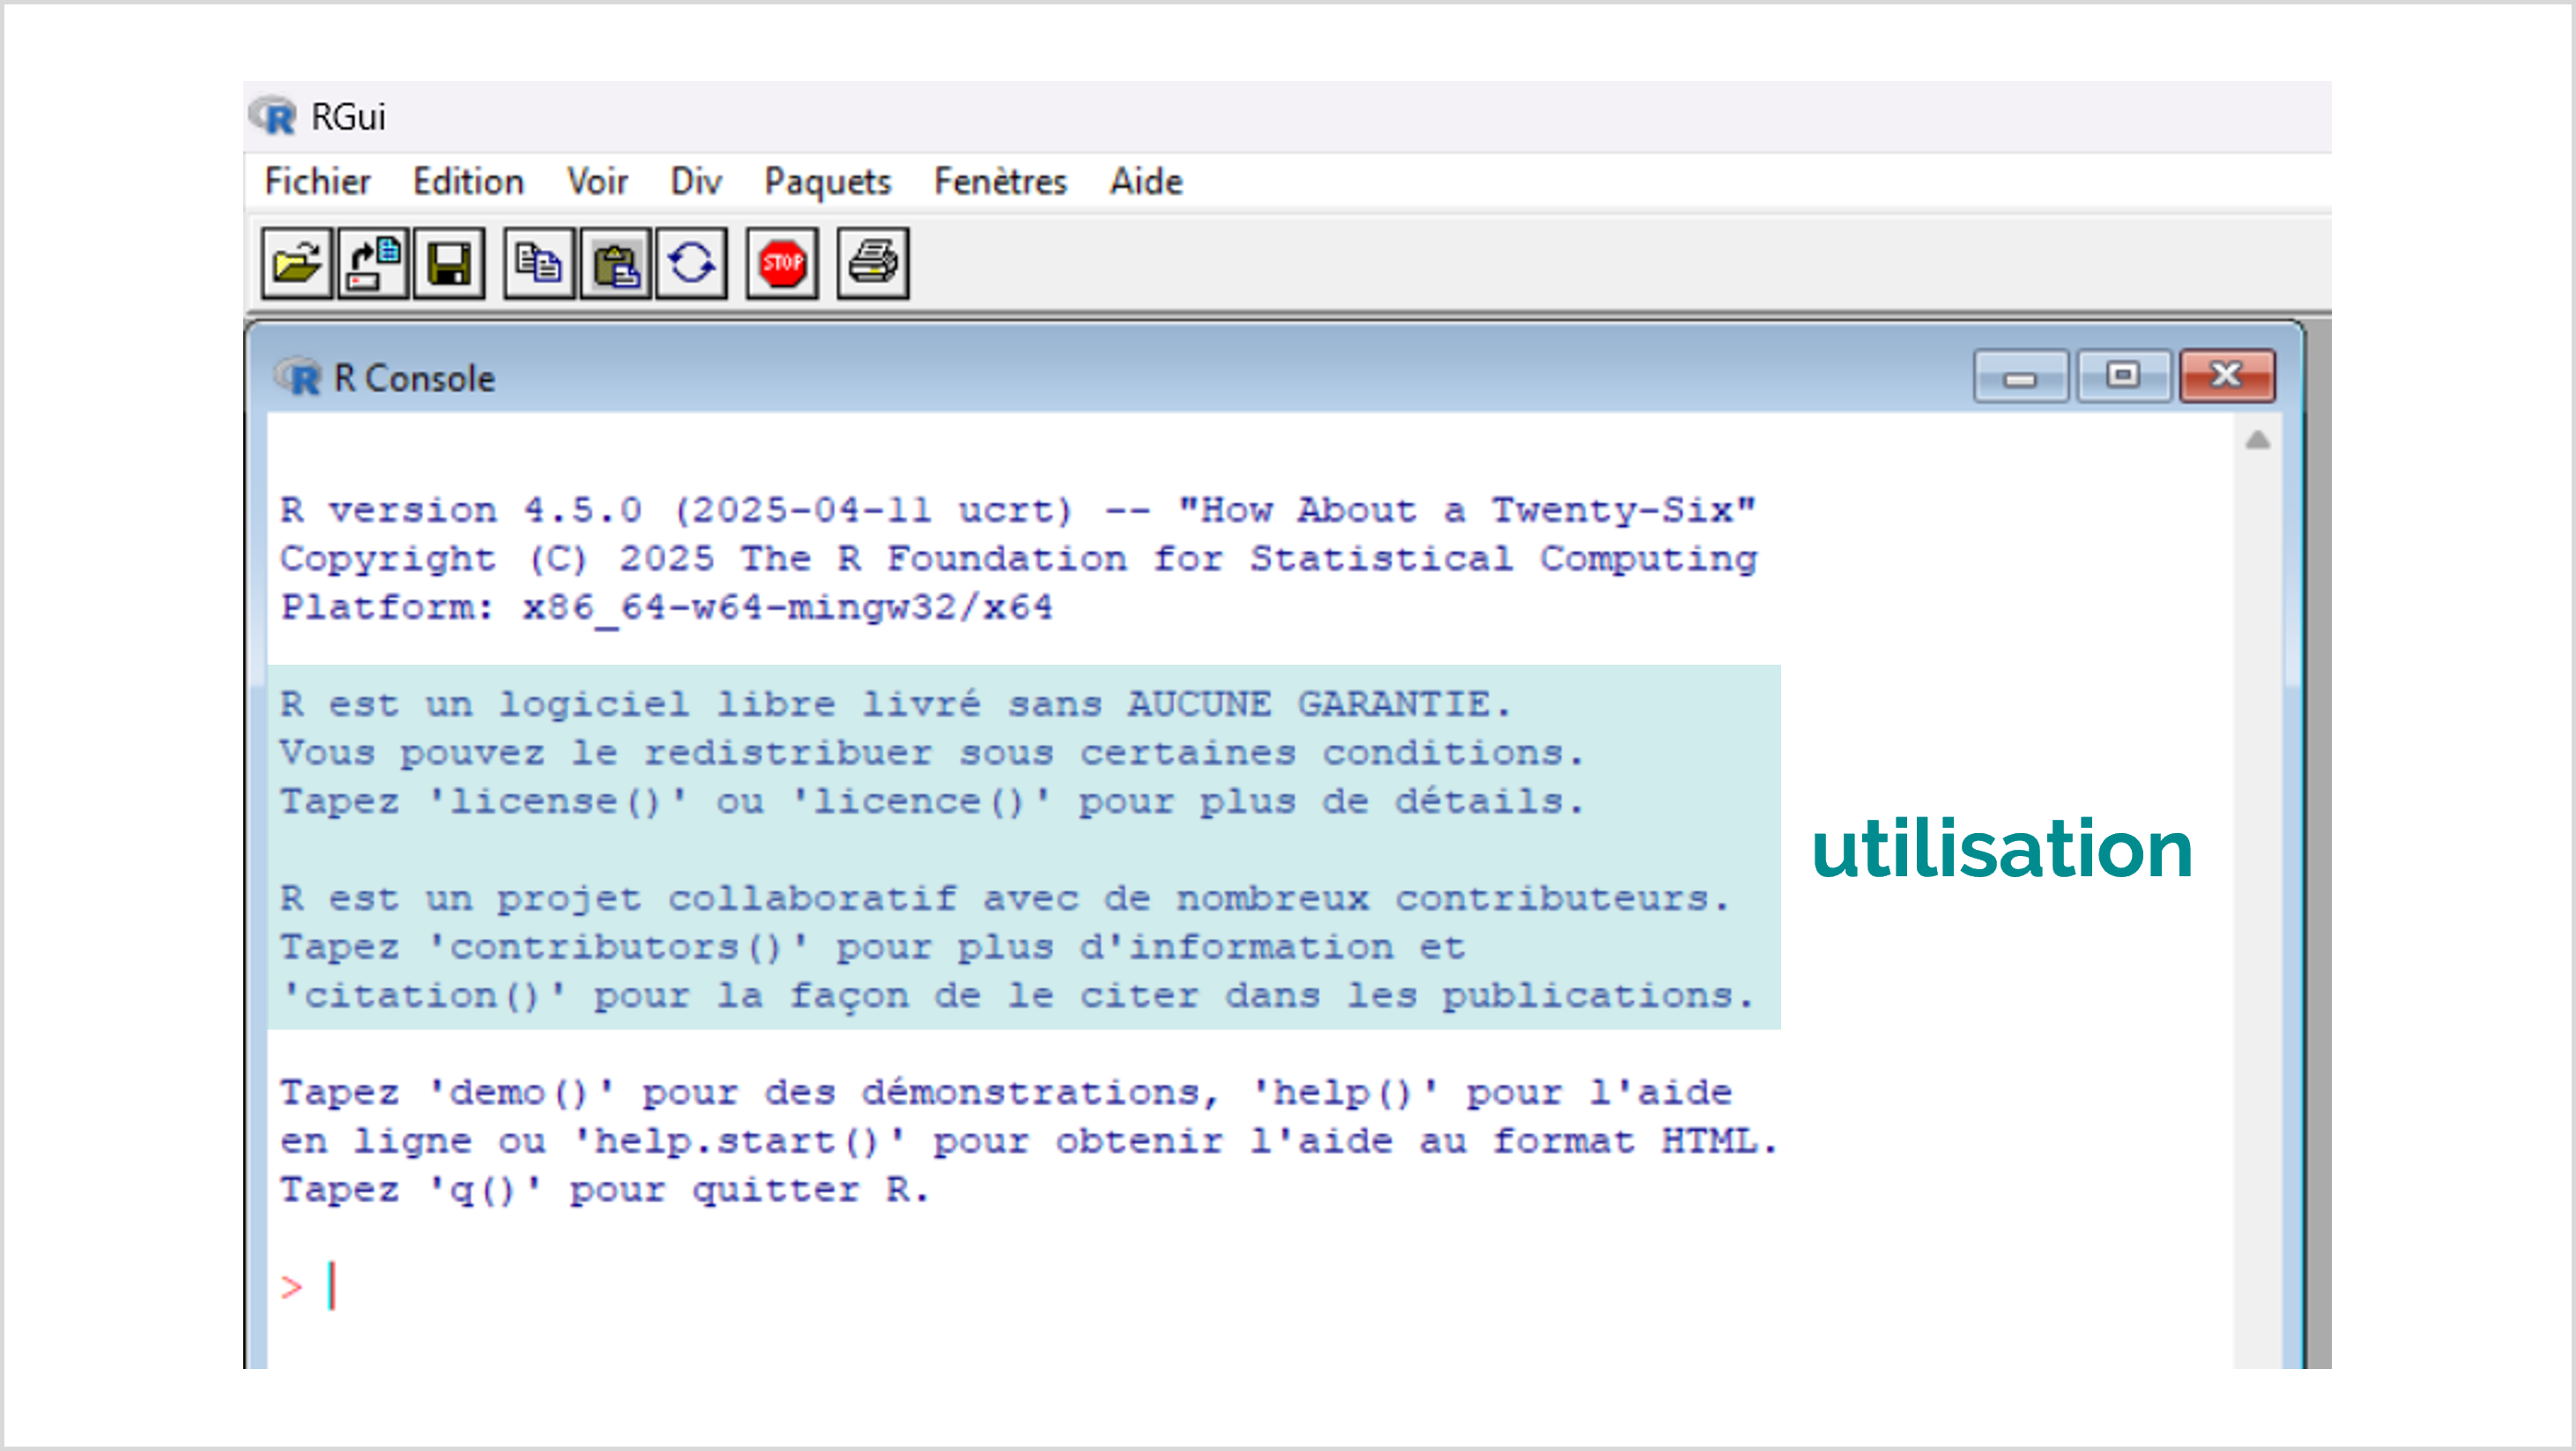 RGui
Fichier Edition Voir Div Paquets Fenètres Aide
STOP
R Console
R version 4.5.0 (2025-04-11 ucrt) -- "How About a Twenty-Six"
Copyright (C) 2025 The R Foundation for Statistical Computing
Platform: x86_64-w64-mingw32/x64
R est un logiciel libre livré sans AUCUNE GARANTIE.
Vous pouvez le redistribuer sous certaines conditions.
Tapez 'license()' ou 'licence()' pour plus de détails.
R est un projet collaboratif avec de nombreux contributeurs.
Tapez 'contributors()' pour plus d'information et
'citation()' pour la façon de le citer dans les publications.
utilisation
Tapez 'demo()' pour des démonstrations, 'help()' pour l'aide
en ligne ou 'help.start()' pour obtenir l'aide au format HTML.
Tapez 'q()' pour quitter R.
>